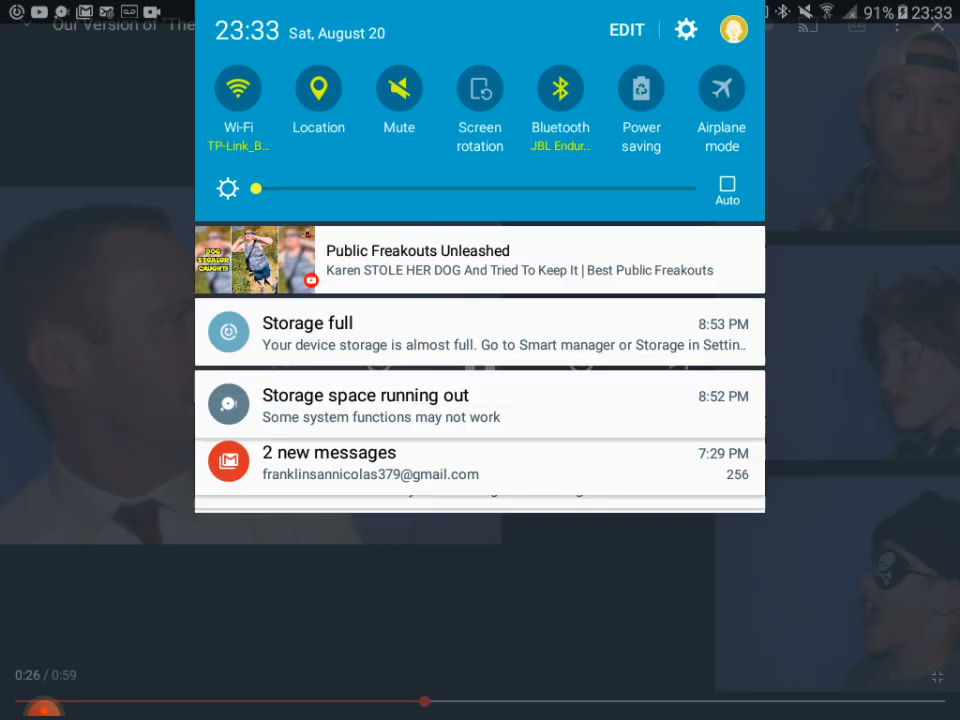 Our Version of "The
91% 23:33
23:33 Sat, August 20
EDIT
Wi-Fi
TP-Link_B...
Location
Mute
Screen
rotation
Bluetooth
JBL Endur...
Power
saving
Airplane
mode
Auto
DOG
STEALER
CAUGHT!
Public Freakouts Unleashed
Karen STOLE HER DOG And Tried To Keep It | Best Public Freakouts
Storage full 8:53 PM
Your device storage is almost full. Go to Smart manager or Storage in Settin..
Storage space running out 8:52 PM
Some system functions may not work
2 new messages 7:29 PM
franklinsannicolas379@gmail.com 256
0:26 / 0:59